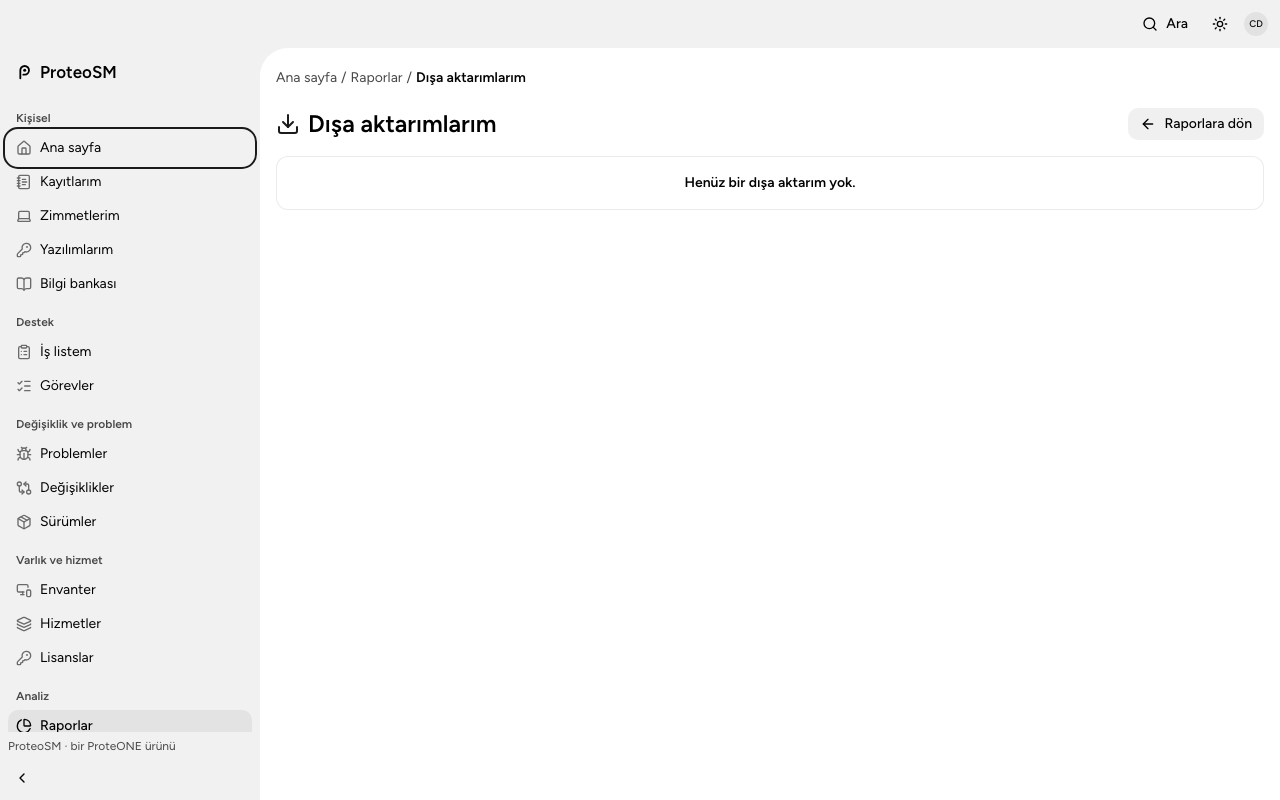 Ara
CD
ProteoSM
Kişisel
Ana sayfa
Kayıtlarım
Zimmetlerim
Yazılımlarım
Bilgi bankası
Destek
İş listem
Görevler
Değişiklik ve problem
Problemler
Değişiklikler
Sürümler
Varlık ve hizmet
Envanter
Hizmetler
Lisanslar
Analiz
Raporlar
ProteoSM · bir ProteONE ürünü
Ana sayfa / Raporlar / Dışa aktarımlarım
Dışa aktarımlarım
Raporlara dön
Henüz bir dışa aktarım yok.